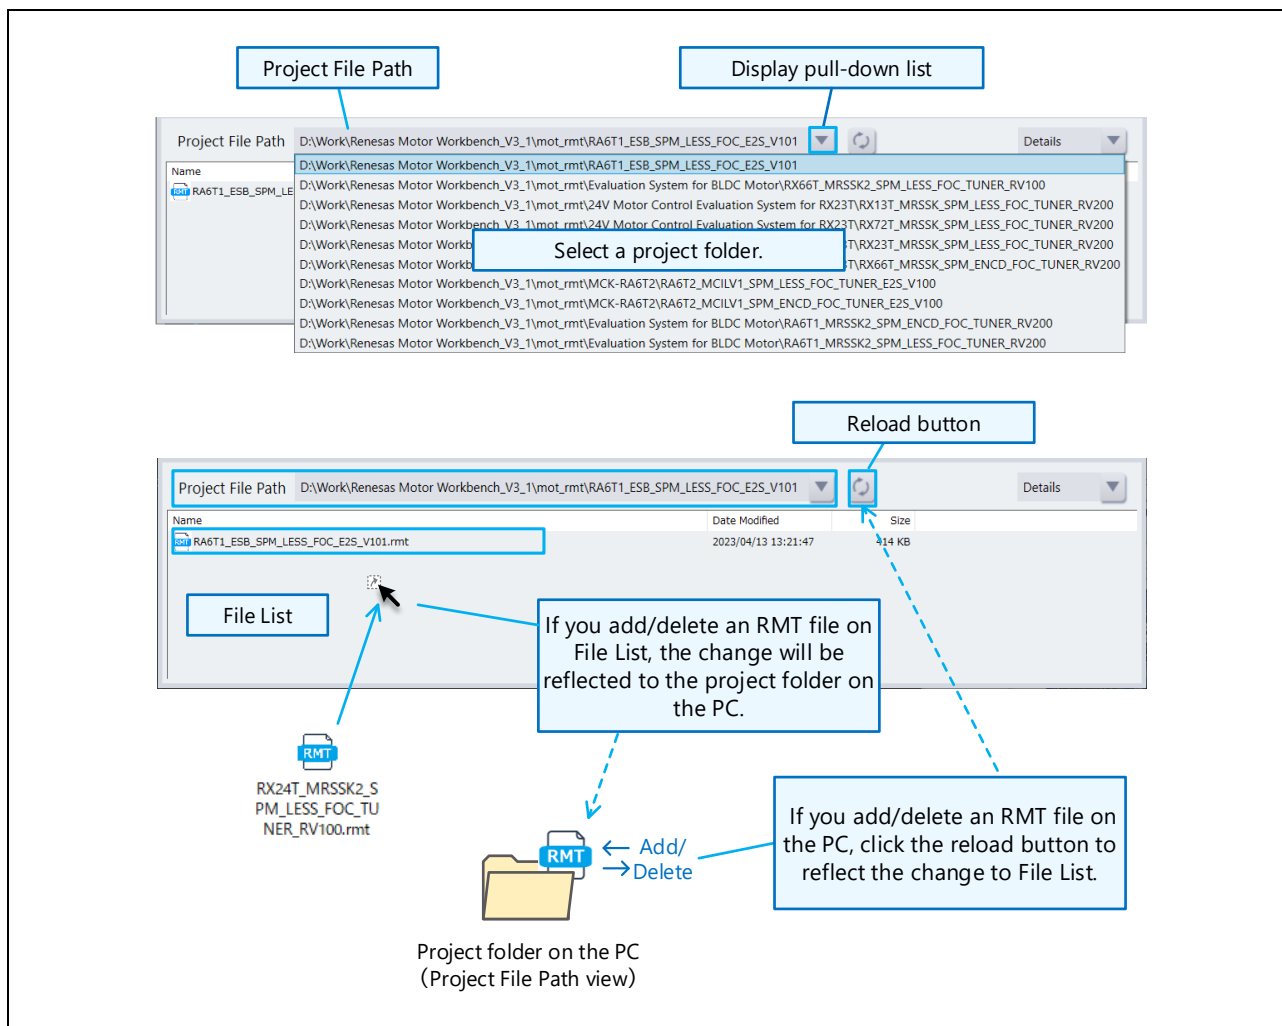 Project File Path
Display pull-down list
Project File Path D:\Work\Renesas Motor Workbench_V3_1\mot_rmt\RA6T1_ESB_SPM_LESS_FOC_E2S_V101
Details
Name
RMT RA6T1_ESB_SPM_LE
D:\Work\Renesas Motor Workbench_V3_1\mot_rmt\RA6T1_ESB_SPM_LESS_FOC_E2S_V101
D:\Work\Renesas Motor Workbench_V3_1\mot_rmt\Evaluation System for BLDC Motor\RX66T_MRSSK2_SPM_LESS_FOC_TUNER_RV100
D:\Work\Renesas Motor Workbench_V3_1\mot_rmt\24V Motor Control Evaluation System for RX23T\RX13T_MRSSK_SPM_LESS_FOC_TUNER_RV200
D:\Work\Renesas Motor Workbench_V3_1\mot_rmt\24V Motor Control Evaluation System for RX23T\RX72T_MRSSK_SPM_LESS_FOC_TUNER_RV200
D:\Work\Renesas Motor Workb
T\RX23T_MRSSK_SPM_LESS_FOC_TUNER_RV200
D:\Work\Renesas Motor Workb
T\RX66T_MRSSK_SPM_ENCD_FOC_TUNER_RV200
Select a project folder.
D:\Work\Renesas Motor Workbench_V3_1\mot_rmt\MCK-RA6T2\RA6T2_MCILV1_SPM_LESS_FOC_TUNER_E2S_V100
D:\Work\Renesas Motor Workbench_V3_1\mot_rmt\MCK-RA6T2\RA6T2_MCILV1_SPM_ENCD_FOC_TUNER_E2S_V100
D:\Work\Renesas Motor Workbench_V3_1\mot_rmt\Evaluation System for BLDC Motor\RA6T1_MRSSK2_SPM_ENCD_FOC_TUNER_RV200
D:\Work\Renesas Motor Workbench_V3_1\mot_rmt\Evaluation System for BLDC Motor\RA6T1_MRSSK2_SPM_LESS_FOC_TUNER_RV200
Reload button
Project File Path D:\Work\Renesas Motor Workbench_V3_1\mot_rmt\RA6T1_ESB_SPM_LESS_FOC_E2S_V101
Details
Name Date Modified Size
RMT RA6T1_ESB_SPM_LESS_FOC_E2S_V101.rmt 2023/04/13 13:21:47 414 KB
File List
If you add/delete an RMT file on
File List, the change will be
reflected to the project folder on
the PC.
RMT
RX24T_MRSSK2_S
PM_LESS_FOC_TU
NER_RV100.rmt
If you add/delete an RMT file on
the PC, click the reload button to
reflect the change to File List.
RMT
← Add/
→ Delete
Project folder on the PC
(Project File Path view)